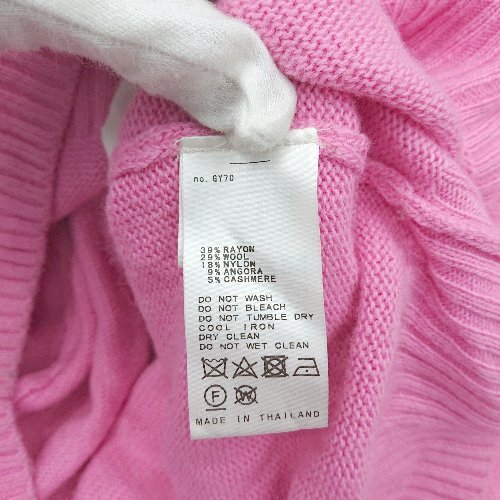 no. GY70
39% RAYON
29% WOOL
18% NYLON
9% ANGORA
5% CASHMERE
DO NOT WASH
DO NOT BLEACH
DO NOT TUMBLE DRY
COOL IRON
DRY CLEAN
DO NOT WET CLEAN
F W
MADE IN THAILAND